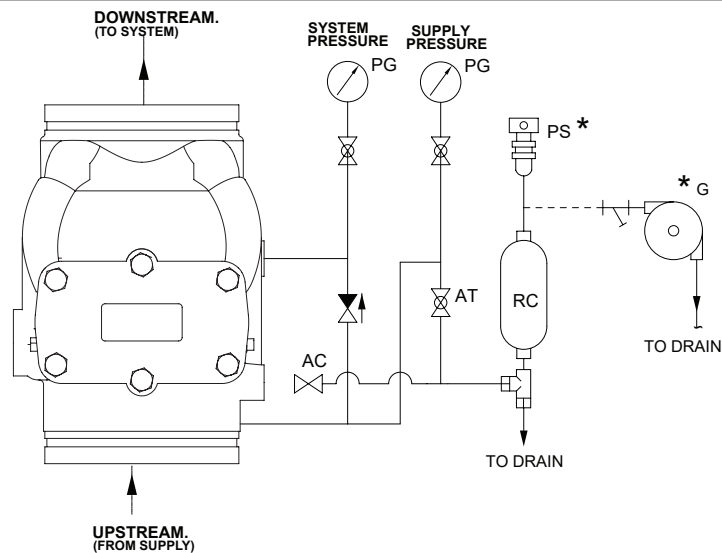 DOWNSTREAM.
(TO SYSTEM)
SYSTEM
PRESSURE
SUPPLY
PRESSURE
PG
PG
PS *
* G
AT
RC
AC
TO DRAIN
TO DRAIN
UPSTREAM.
(FROM SUPPLY)